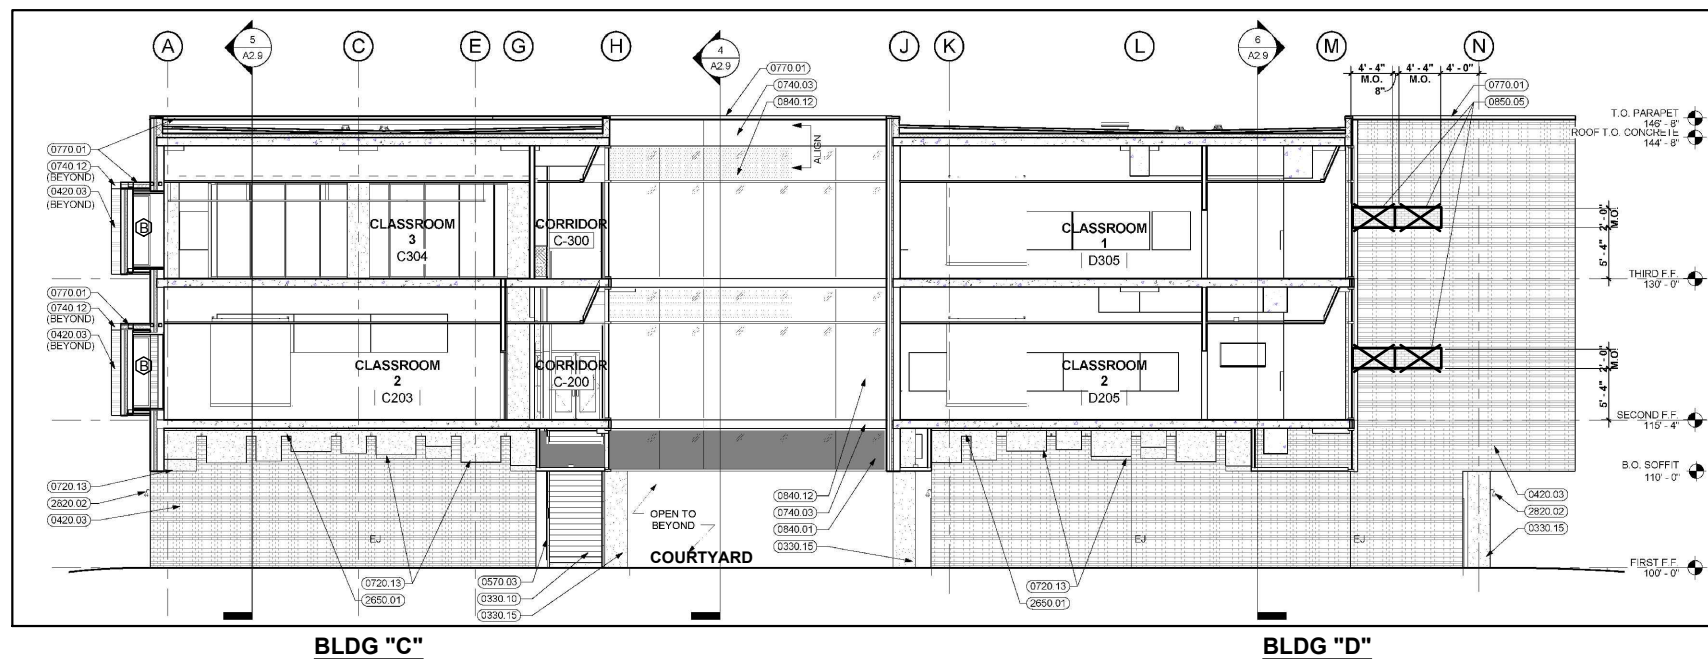 A
5
A2.9
C
E
G
H
4
A2.9
J
K
L
6
A2.9
M
N
4' - 4"
4' - 4"
4' - 0"
M.O.
M.O.
8"
0770.01
0740.03
0840.12
ALIGN
0770.01
0850.05
T.O. PARAPET
146' - 8"
ROOF T.O. CONCRETE
144' - 8"
0770.01
0740.12
(BEYOND)
0420.03
(BEYOND)
B
CLASSROOM
3
C304
CORRIDOR
C-300
CLASSROOM
1
D305
2' - 0"
M.O.
5' - 4"
THIRD F.F.
130' - 0"
0770.01
0740.12
(BEYOND)
0420.03
(BEYOND)
B
CLASSROOM
2
C203
CORRIDOR
C-200
CLASSROOM
2
D205
2' - 0"
M.O.
5' - 4"
SECOND F.F.
115' - 4"
B.O. SOFFIT
110' - 0"
0720.13
2820.02
0420.03
EJ
OPEN TO
BEYOND
COURTYARD
0840.12
0740.03
0840.01
0330.15
EJ
EJ
0420.03
2820.02
0330.15
FIRST F.F.
100' - 0"
0720.13
2650.01
0570.03
0330.10
0330.15
0720.13
2650.01
BLDG "C"
BLDG "D"